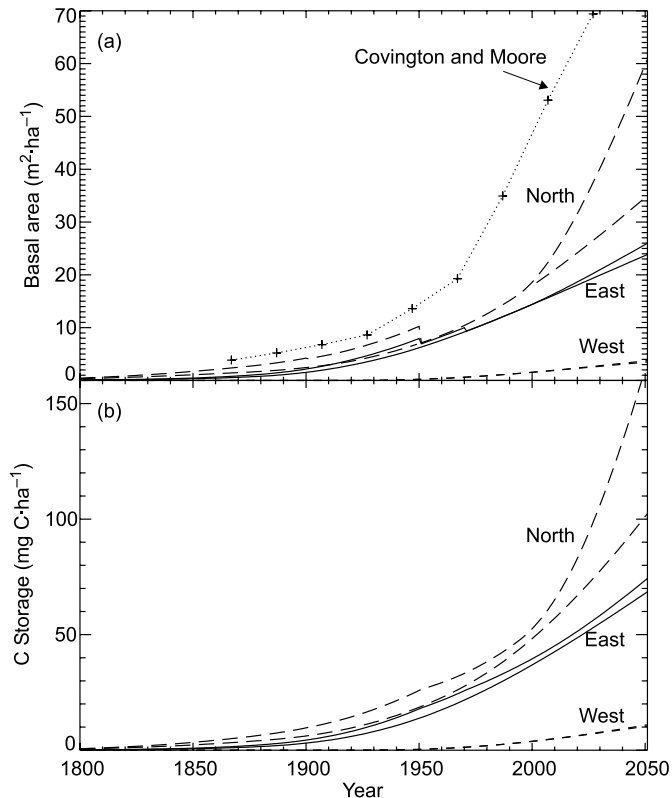 70
(a)
Covington and Moore
60
50
40
North
30
20
East
10
West
0
Basal area (m²·ha⁻¹)
(b)
150
North
100
50
East
West
0
C Storage (mg C·ha⁻¹)
1800 1850 1900 1950 2000 2050
Year